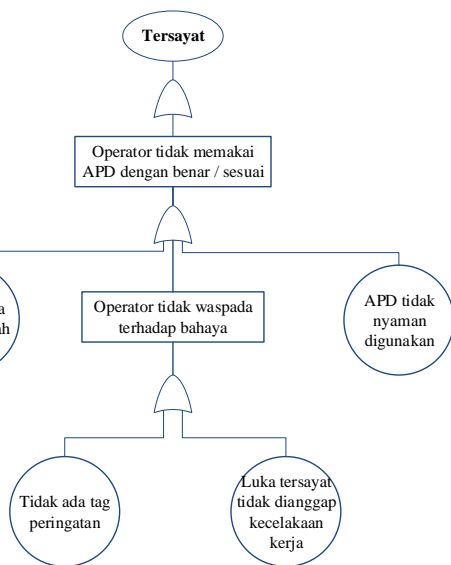 Tersayat
Operator tidak memakai
APD dengan benar / sesuai
Operator tidak waspada
terhadap bahaya
APD tidak
nyaman
digunakan
Tidak ada tag
peringatan
Luka tersayat
tidak dianggap
kecelakaan
kerja